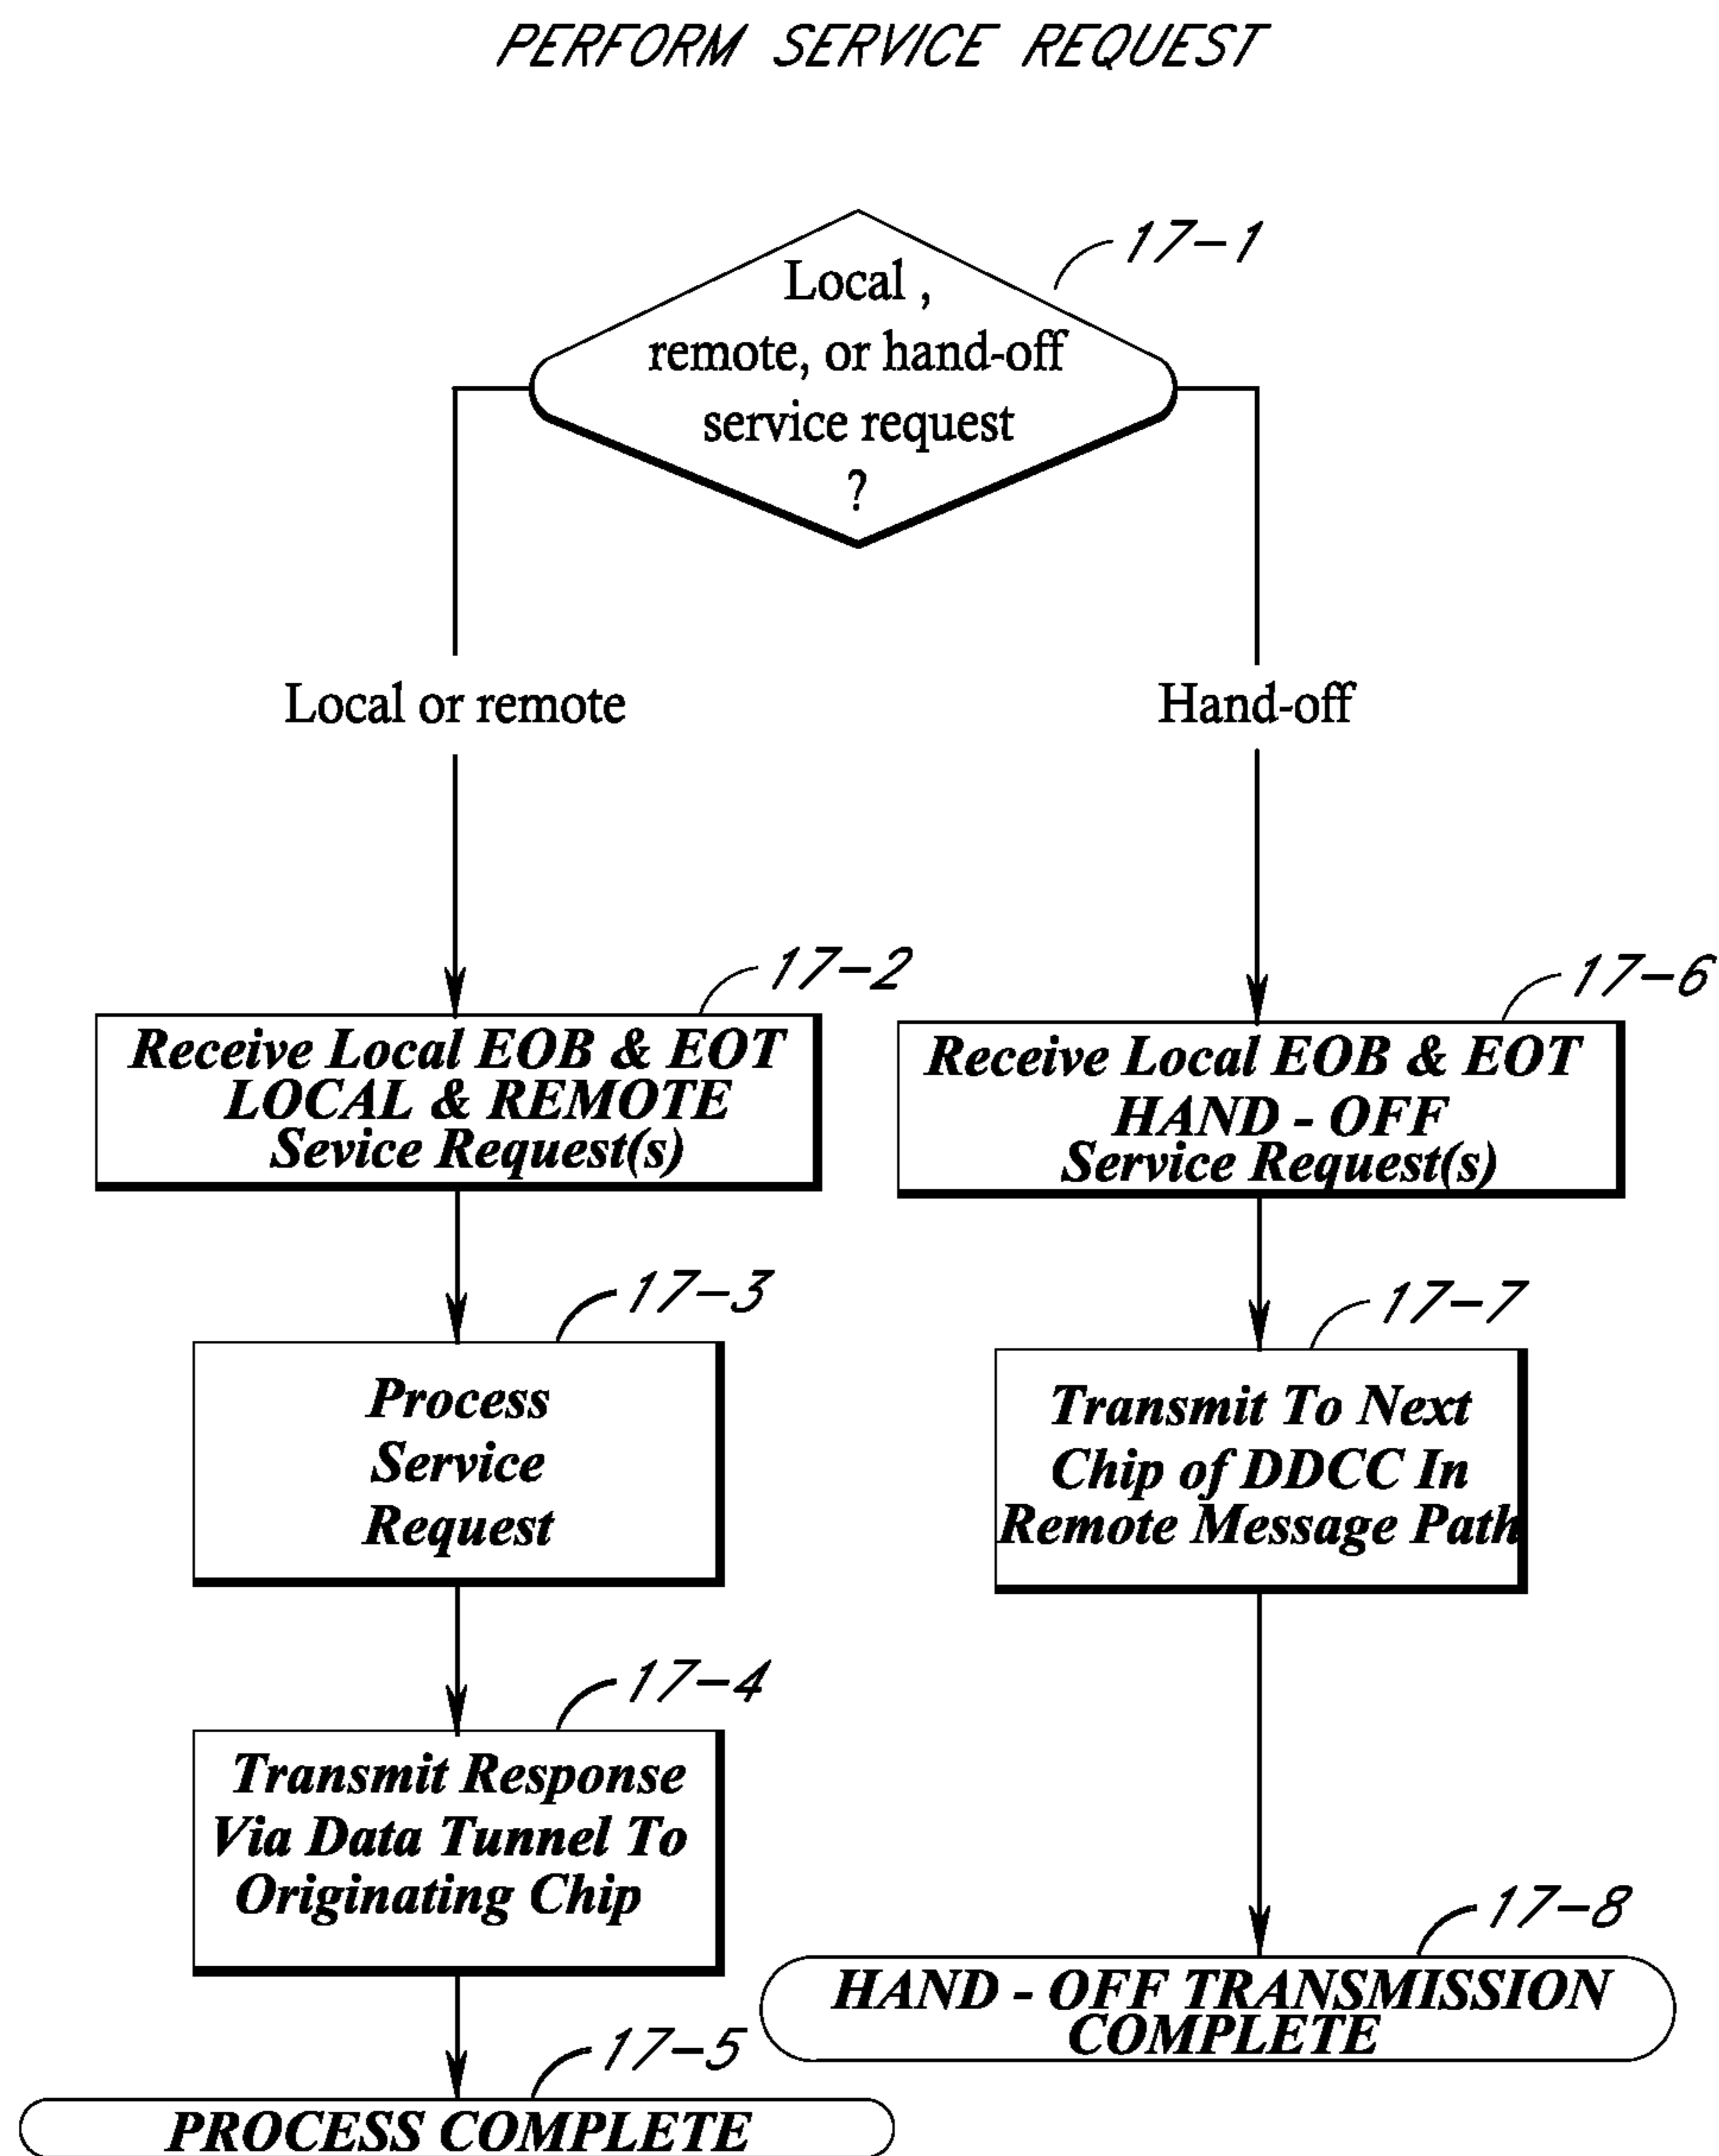 PERFORM SERVICE REQUEST
17-1
Local ,
remote, or hand-off
service request
?
Local or remote
Hand-off
17-2
Receive Local EOB & EOT
LOCAL & REMOTE
Sevice Request(s)
17-3
Process
Service
Request
17-4
Transmit Response
Via Data Tunnel To
Originating Chip
17-5
PROCESS COMPLETE
17-6
Receive Local EOB & EOT
HAND - OFF
Service Request(s)
17-7
Transmit To Next
Chip of DDCC In
Remote Message Path
17-8
HAND - OFF TRANSMISSION
COMPLETE